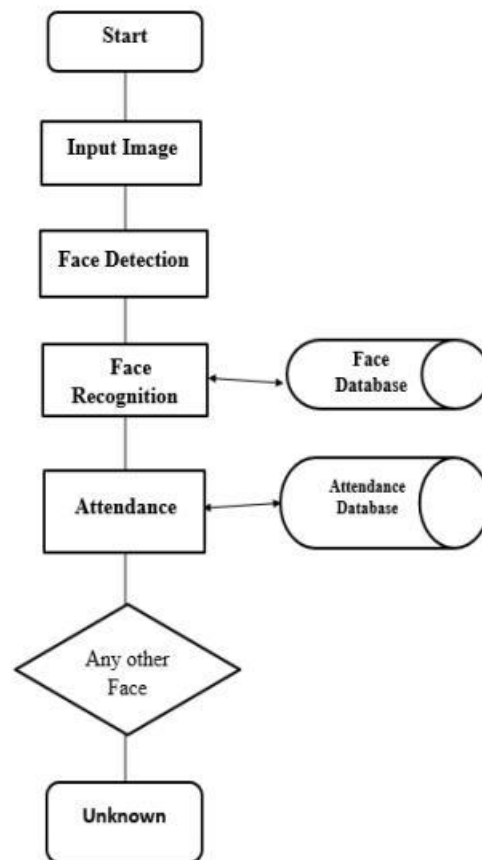 Start
Input Image
Face Detection
Face
Recognition
Face
Database
Attendance
Attendance
Database
Any other
Face
Unknown